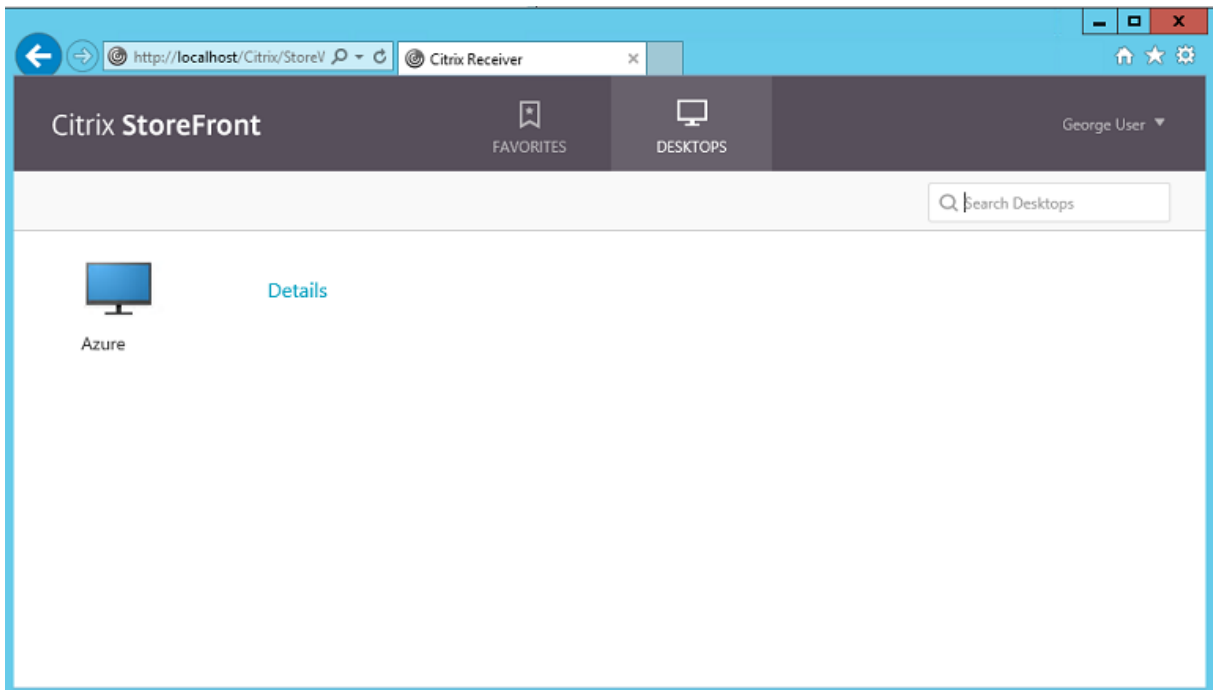 http://localhost/Citrix/StoreV
Citrix Receiver
Citrix StoreFront
FAVORITES
DESKTOPS
George User
Search Desktops
Details
Azure